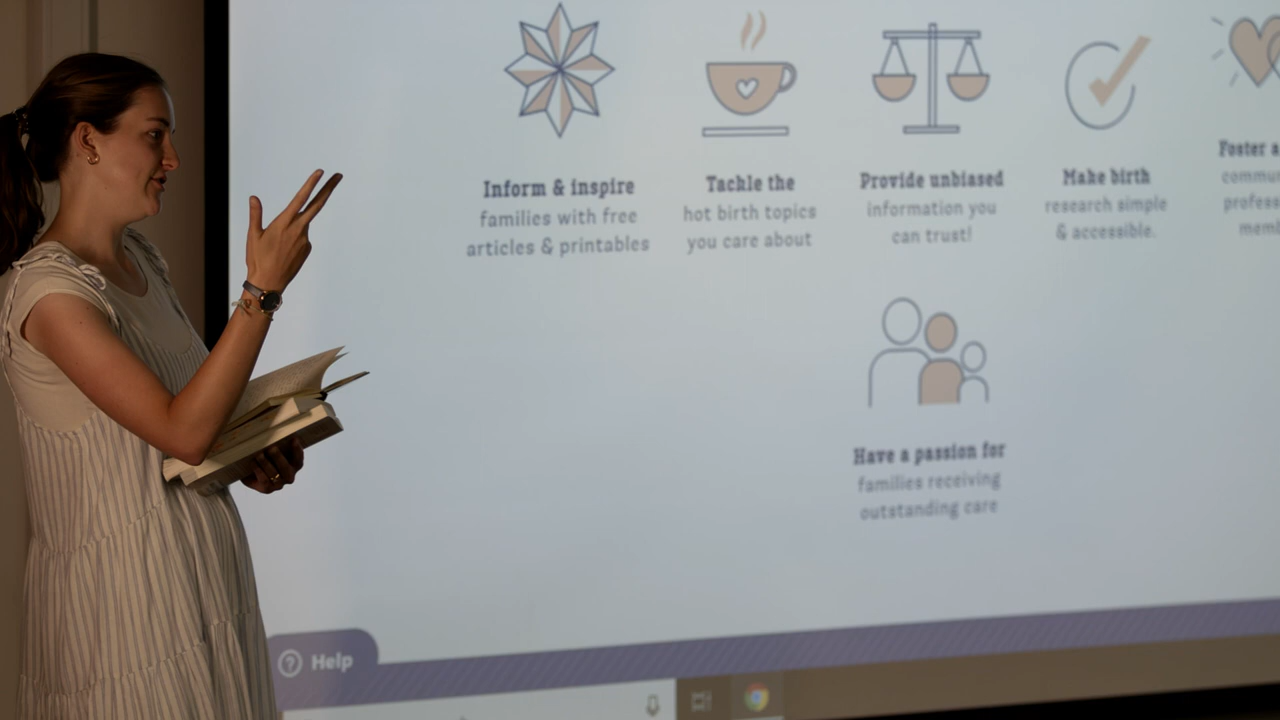 Inform & inspire
families with free
articles & printables
Tackle the
hot birth topics
you care about
Provide unbiased
information you
can trust!
Make birth
research simple
& accessible.
Foster a
commu
profess
memb
Have a passion for
families receiving
outstanding care
? Help